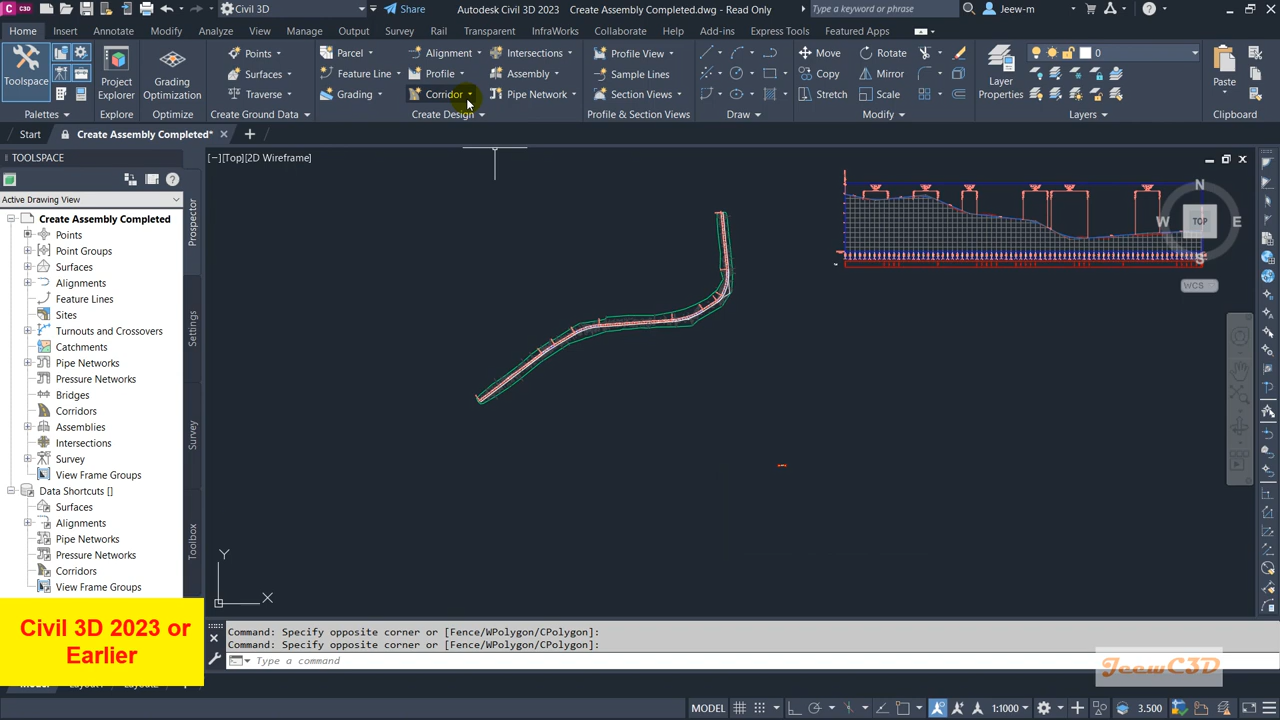 C3D
Civil 3D
Share
Autodesk Civil 3D 2023 Create Assembly Completed.dwg - Read Only
Type a keyword or phrase
Jeew-m
Home Insert Annotate Modify Analyze View Manage Output Survey Rail Transparent InfraWorks Collaborate Help Add-ins Express Tools Featured Apps
Toolspace
Palettes
Project Explorer
Explore
Grading Optimization
Optimize
Points
Surfaces
Traverse
Create Ground Data
Parcel
Feature Line
Grading
Alignment
Profile
Corridor
Intersections
Assembly
Pipe Network
Create Design
Profile View
Sample Lines
Section Views
Profile & Section Views
Draw
Move
Copy
Stretch
Rotate
Mirror
Scale
Modify
Layer Properties
0
Layers
Paste
Clipboard
Start Create Assembly Completed*
TOOLSPACE
Active Drawing View
Create Assembly Completed
Points
Point Groups
Surfaces
Alignments
Feature Lines
Sites
Turnouts and Crossovers
Catchments
Pipe Networks
Pressure Networks
Bridges
Corridors
Assemblies
Intersections
Survey
View Frame Groups
Data Shortcuts []
Surfaces
Alignments
Pipe Networks
Pressure Networks
Corridors
View Frame Groups
Prospector
Settings
Survey
Toolbox
[−][Top][2D Wireframe]
N
W TOP E
S
WCS
Y
X
Civil 3D 2023 or
Earlier
Command: Specify opposite corner or [Fence/WPolygon/CPolygon]:
Command: Specify opposite corner or [Fence/WPolygon/CPolygon]:
Type a command
JeewC3D
MODEL
1:1000
3.500